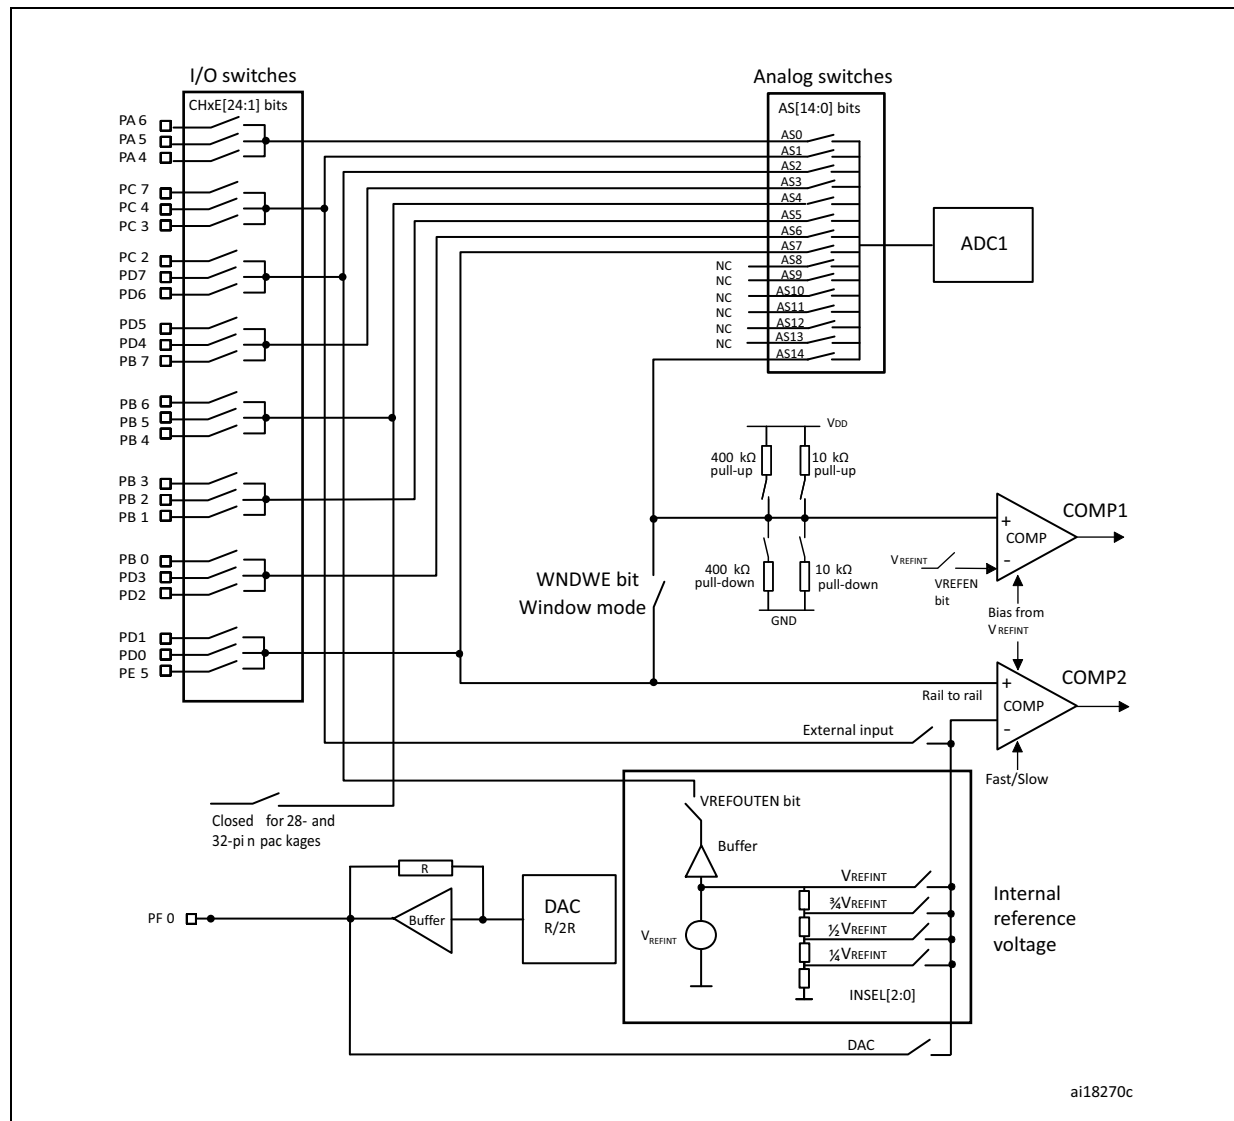 I/O switches
CHxE[24:1] bits
PA 6
PA 5
PA 4
PC 7
PC 4
PC 3
PC 2
PD7
PD6
PD5
PD4
PB 7
PB 6
PB 5
PB 4
PB 3
PB 2
PB 1
PB 0
PD3
PD2
PD1
PD0
PE 5
Analog switches
AS[14:0] bits
AS0
AS1
AS2
AS3
AS4
AS5
AS6
AS7
NC AS8
NC AS9
NC AS10
NC AS11
NC AS12
NC AS13
AS14
ADC1
VDD
400 kΩ
pull-up
10 kΩ
pull-up
400 kΩ
pull-down
10 kΩ
pull-down
GND
WNDWE bit
Window mode
COMP1
+
COMP
-
VREFINT
VREFEN
bit
Bias from
VREFINT
COMP2
Rail to rail
+
COMP
-
External input
Fast/Slow
Closed for 28- and
32-pi n pac kages
VREFOUTEN bit
Buffer
VREFINT
VREFINT
¾VREFINT
½VREFINT
¼VREFINT
INSEL[2:0]
Internal
reference
voltage
R
Buffer
DAC
R/2R
PF 0
DAC
ai18270c